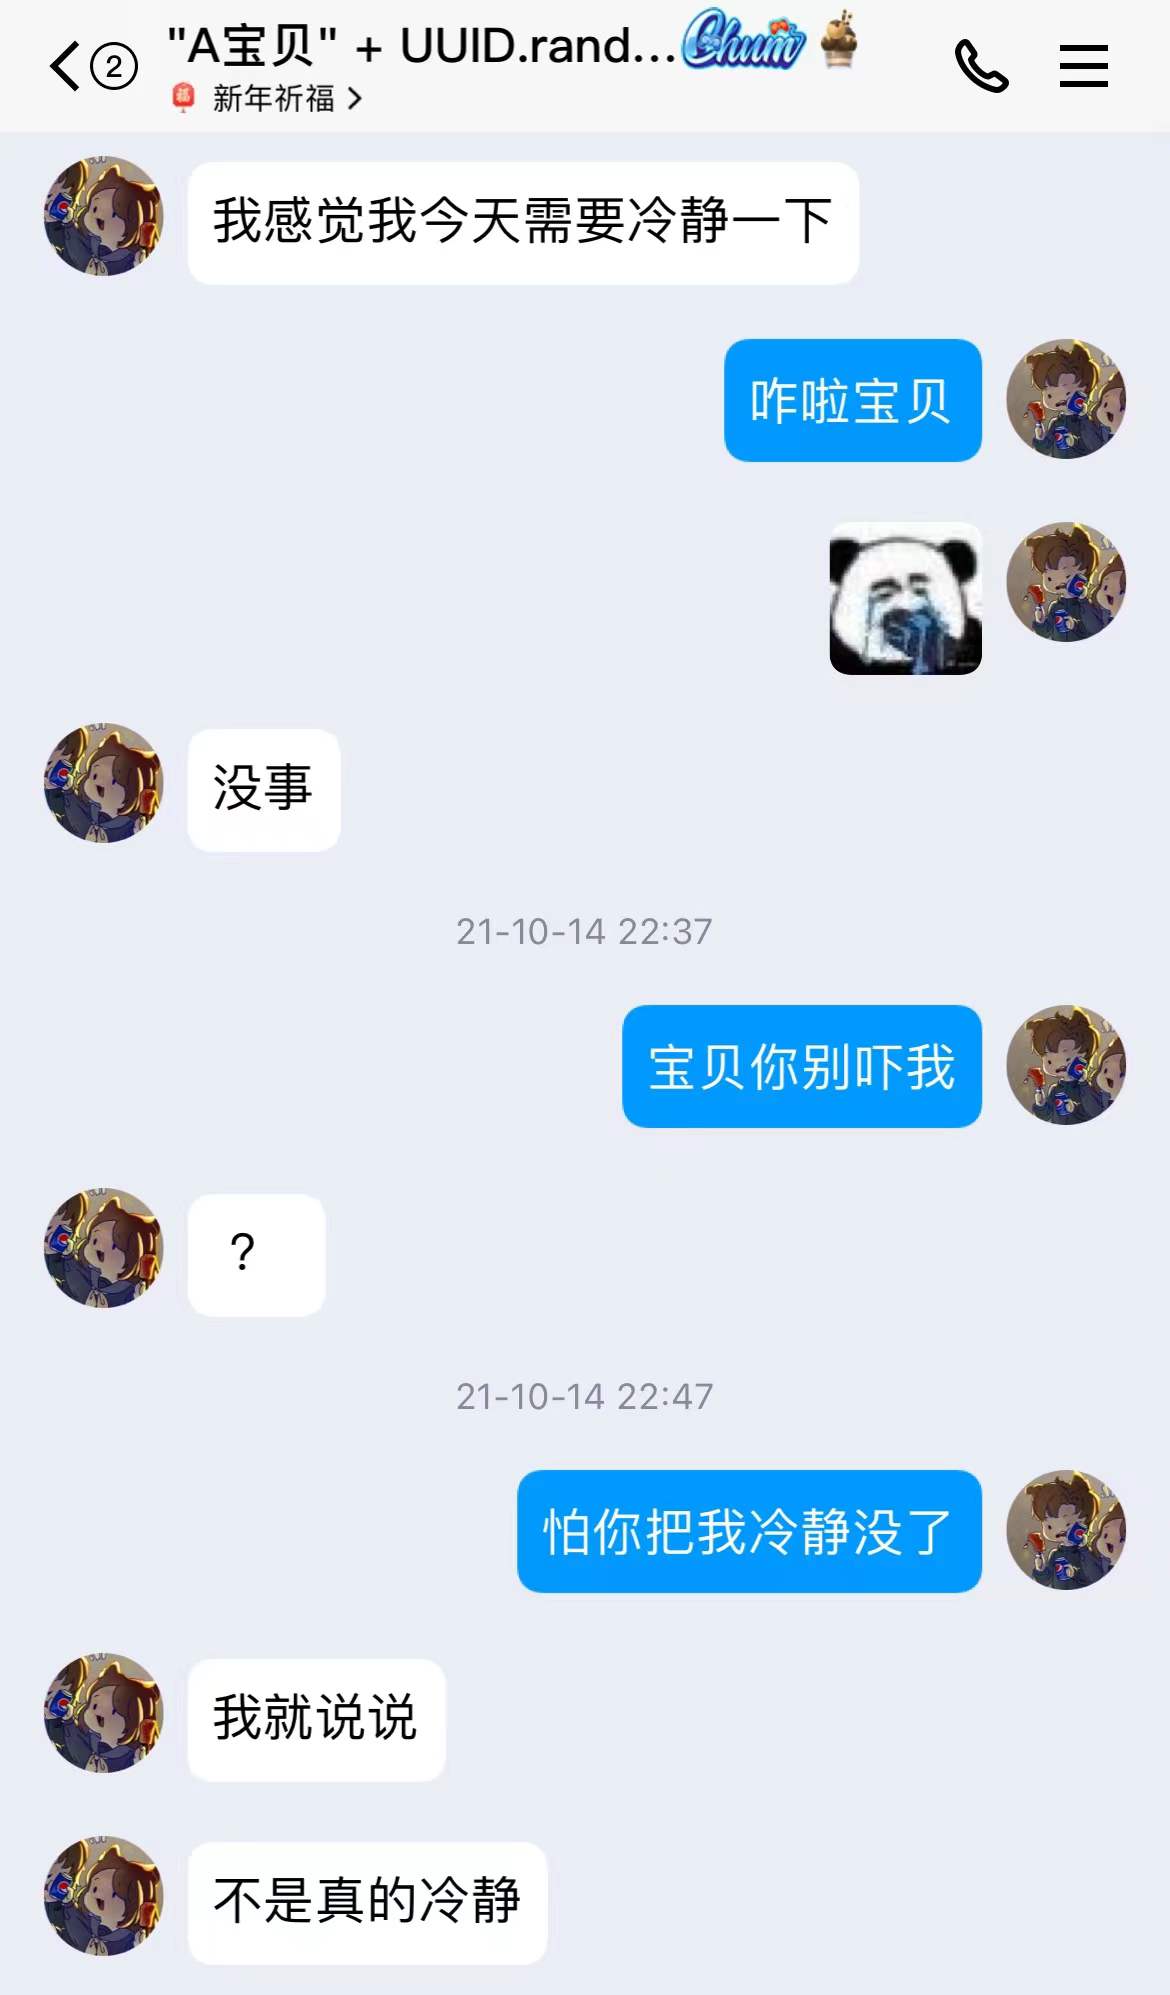 2
"A宝贝" + UUID.rand...
Chum
新年祈福
我感觉我今天需要冷静一下
咋啦宝贝
没事
21-10-14 22:37
宝贝你别吓我
?
21-10-14 22:47
怕你把我冷静没了
我就说说
不是真的冷静